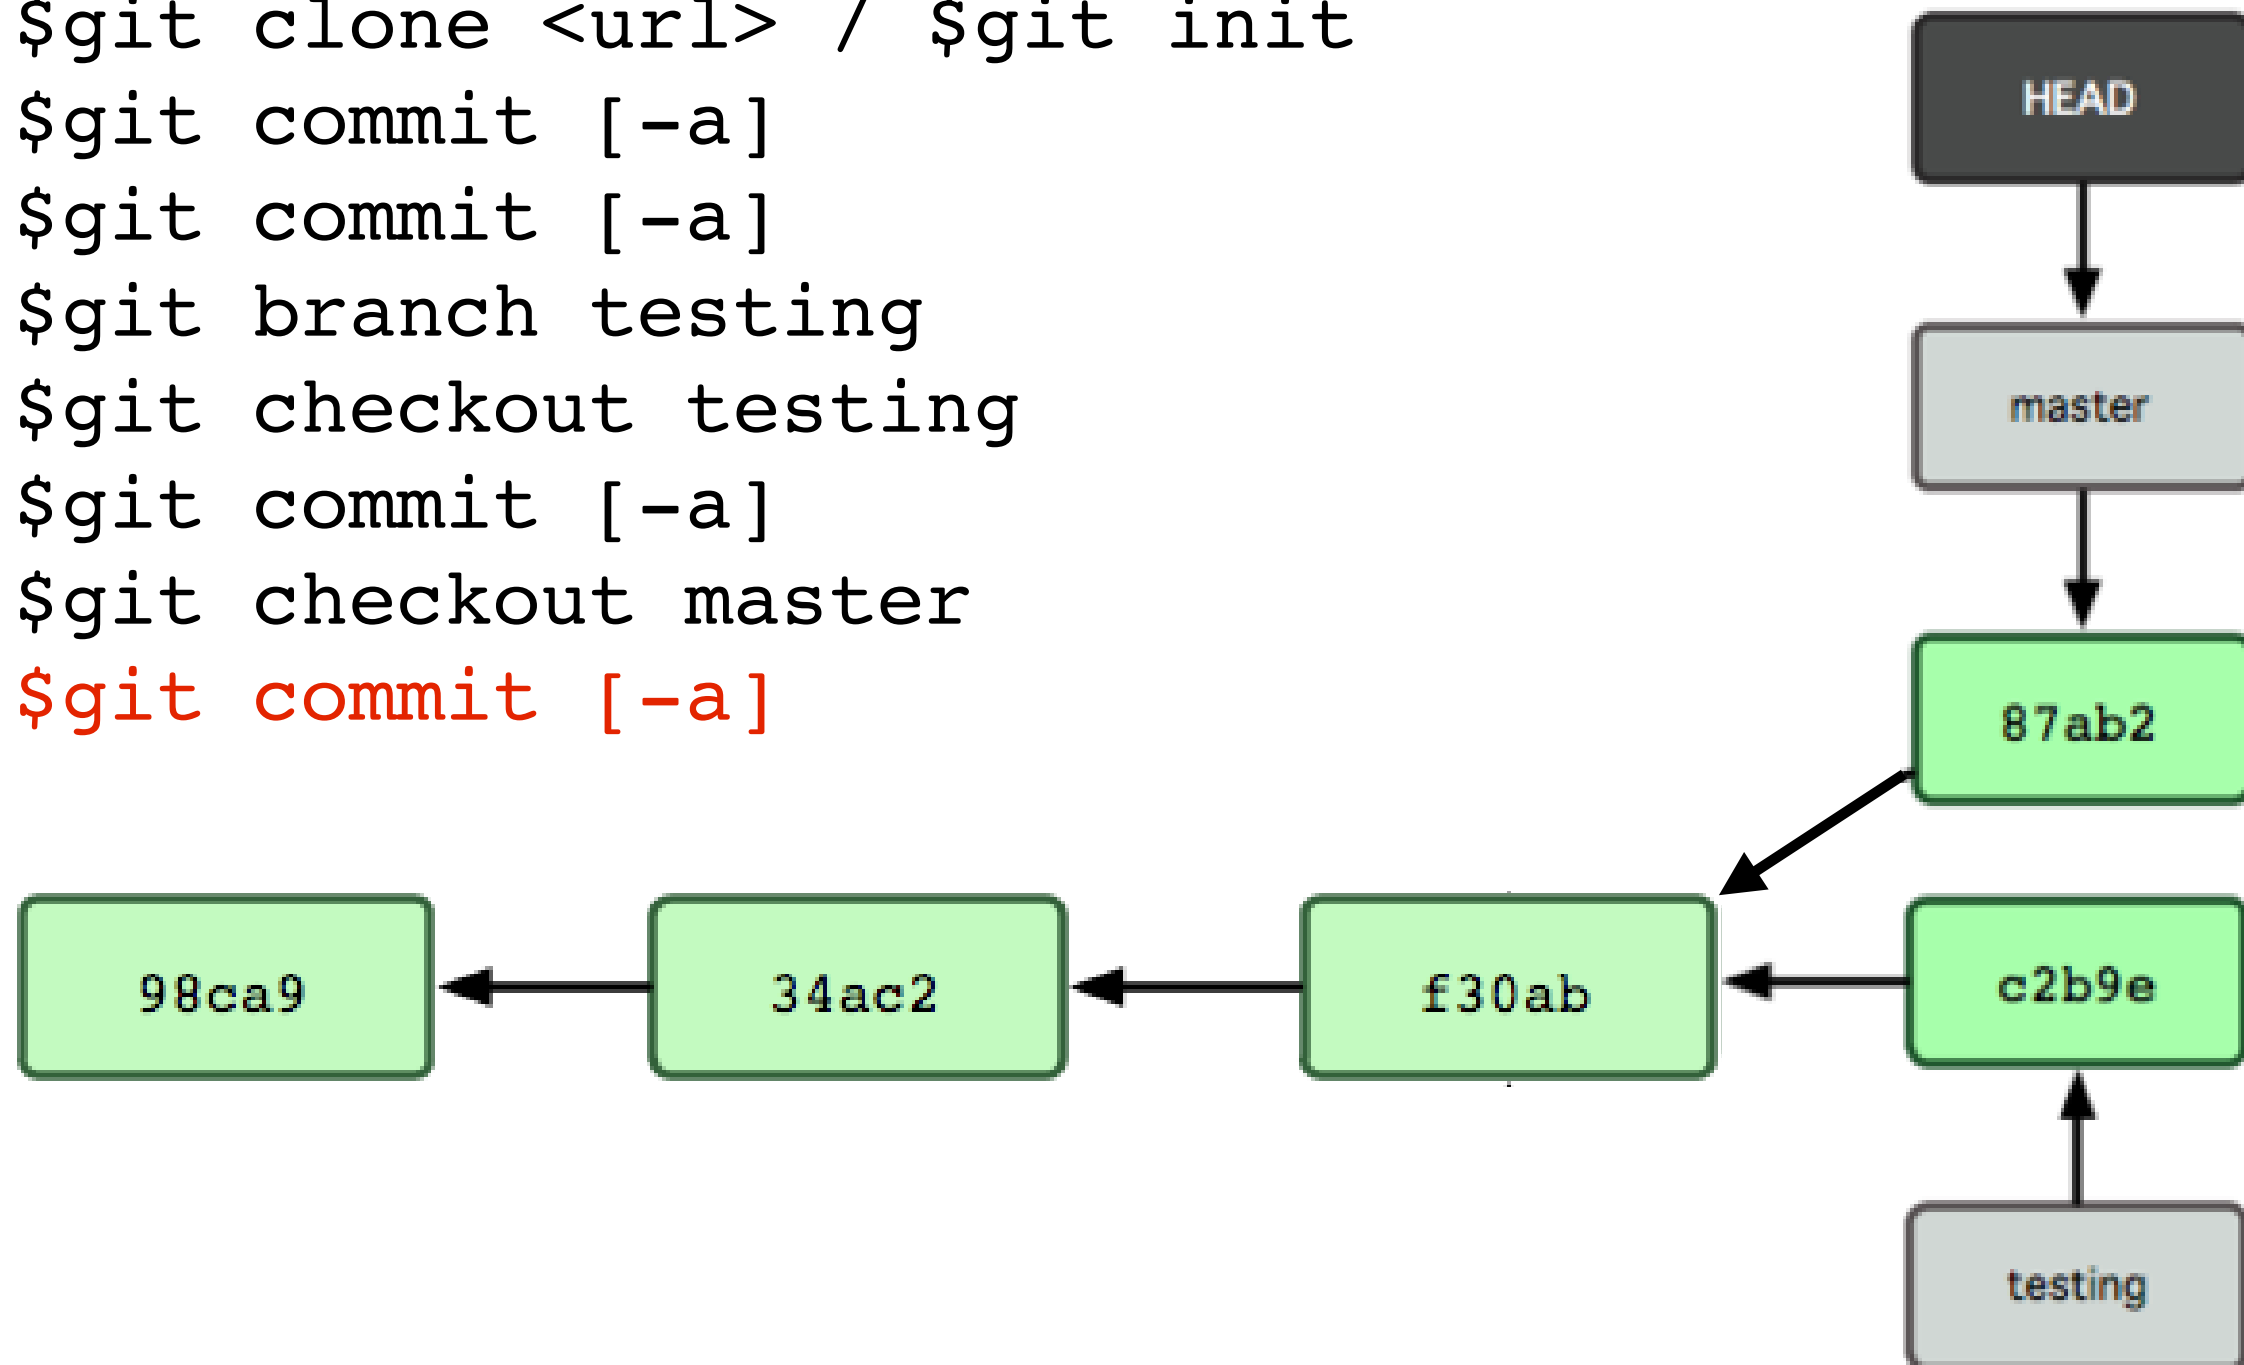 $git clone <url> / $git init
$git commit [-a]
$git commit [-a]
$git branch testing
$git checkout testing
$git commit [-a]
$git checkout master
$git commit [-a]
HEAD
master
87ab2
98ca9
34ac2
f30ab
c2b9e
testing